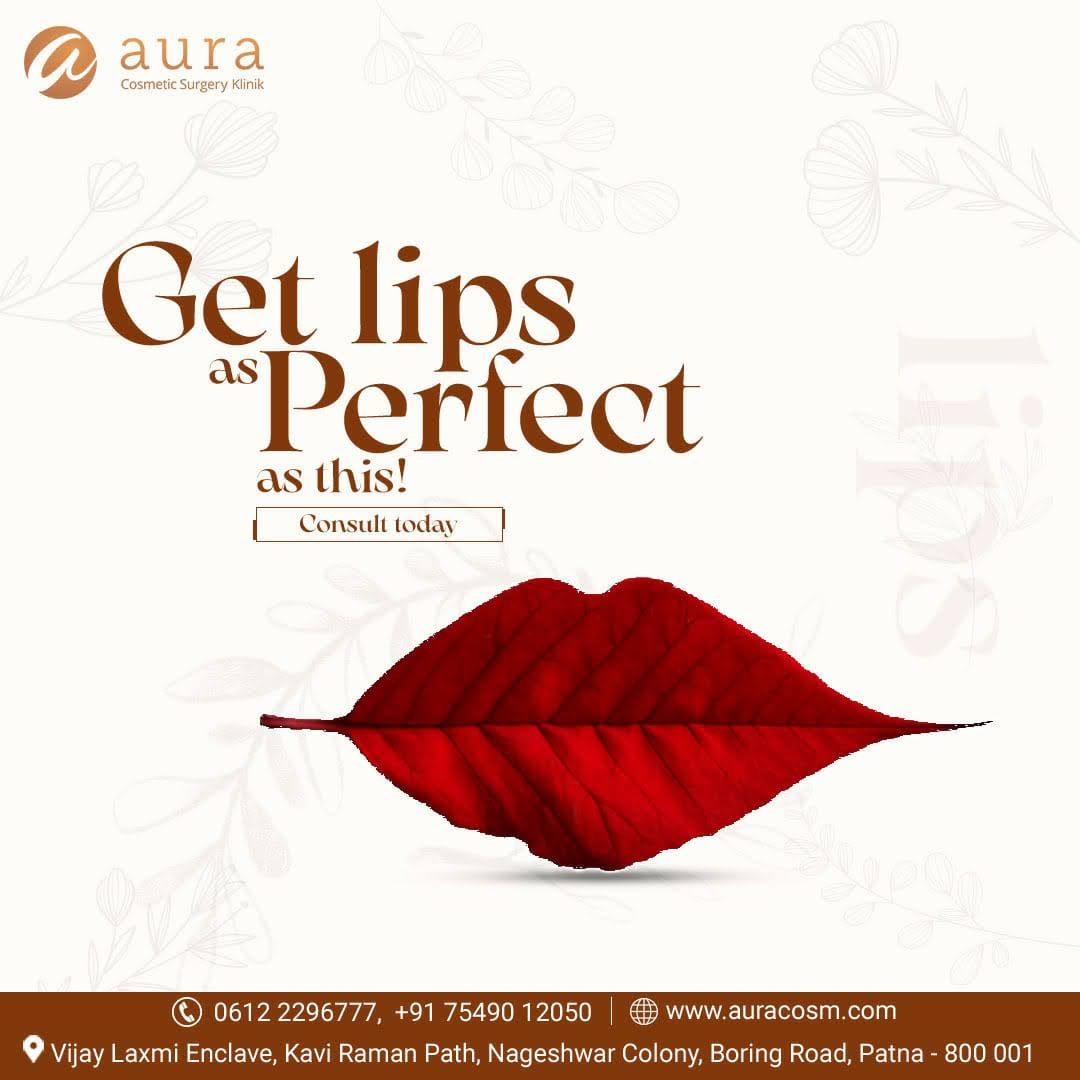 aura
Cosmetic Surgery Klinik
Get lips
as Perfect
as this!
Consult today
lips
0612 2296777, +91 75490 12050 | www.auracosm.com
Vijay Laxmi Enclave, Kavi Raman Path, Nageshwar Colony, Boring Road, Patna - 800 001